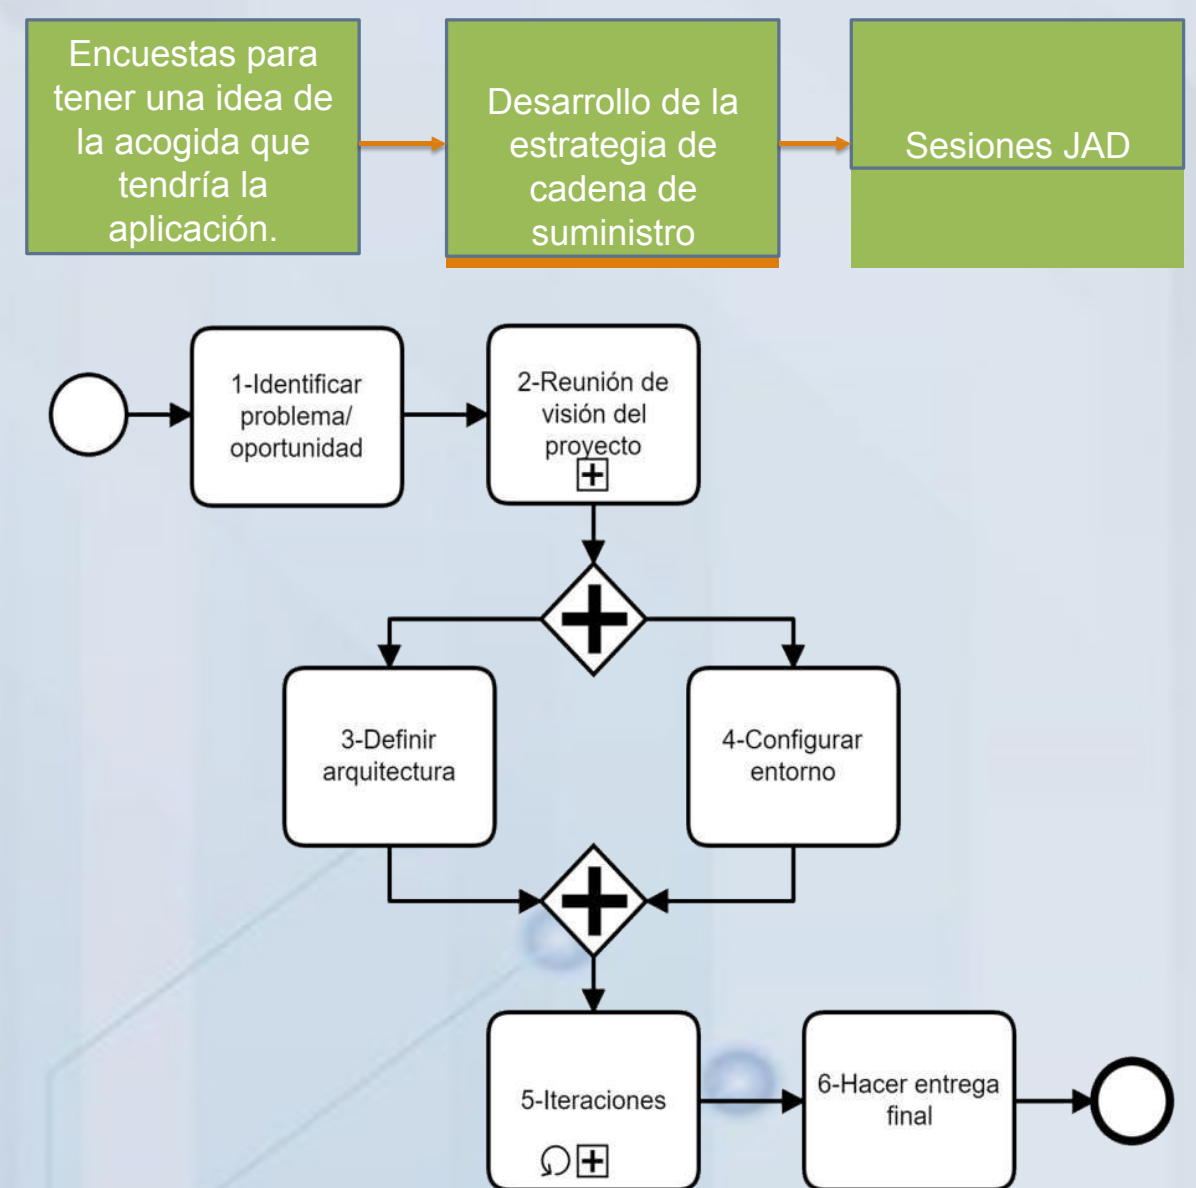 Encuestas para
tener una idea de
la acogida que
tendría la
aplicación.
Desarrollo de la
estrategia de
cadena de
suministro
Sesiones JAD
1-Identificar
problema/
oportunidad
2-Reunión de
visión del
proyecto
3-Definir
arquitectura
4-Configurar
entorno
5-Iteraciones
6-Hacer entrega
final